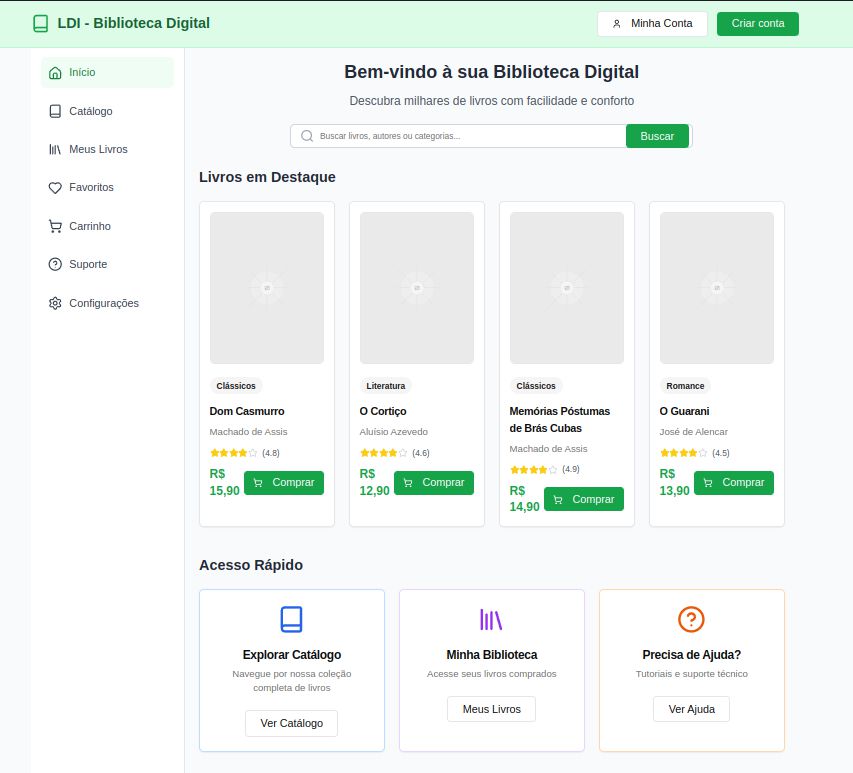 LDI - Biblioteca Digital
Minha Conta
Criar conta
Início
Catálogo
Meus Livros
Favoritos
Carrinho
Suporte
Configurações
Bem-vindo à sua Biblioteca Digital
Descubra milhares de livros com facilidade e conforto
Buscar livros, autores ou categorias...
Buscar
Livros em Destaque
Clássicos
Dom Casmurro
Machado de Assis
(4.8)
R$
15,90
Comprar
Literatura
O Cortiço
Aluísio Azevedo
(4.6)
R$
12,90
Comprar
Clássicos
Memórias Póstumas
de Brás Cubas
Machado de Assis
(4.9)
R$
14,90
Comprar
Romance
O Guarani
José de Alencar
(4.5)
R$
13,90
Comprar
Acesso Rápido
Explorar Catálogo
Navegue por nossa coleção
completa de livros
Ver Catálogo
Minha Biblioteca
Acesse seus livros comprados
Meus Livros
Precisa de Ajuda?
Tutoriais e suporte técnico
Ver Ajuda